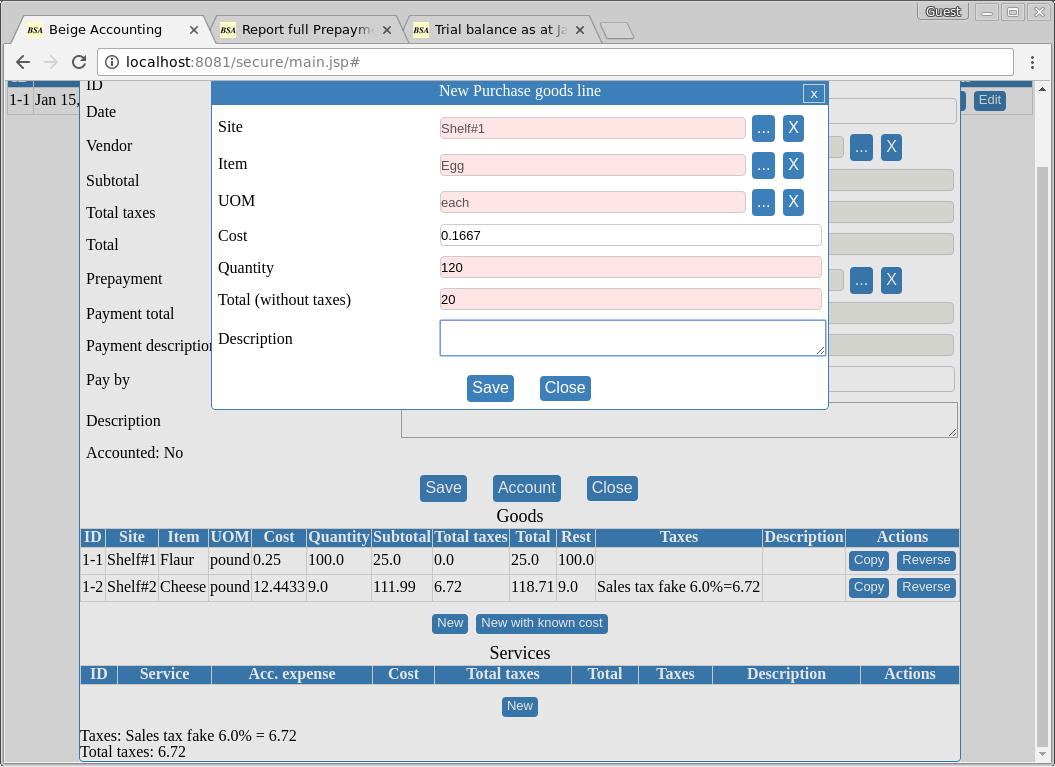 Guest
BSA Beige Accounting
BSA Report full Prepaym
BSA Trial balance as at Ja
localhost:8081/secure/main.jsp#
ID
1-1 Jan 15,
Edit
New Purchase goods line x
Site Shelf#1 ... X
Item Egg ... X
UOM each ... X
Cost 0.1667
Quantity 120
Total (without taxes) 20
Description
Save Close
Date
Vendor ... X
Subtotal
Total taxes
Total
Prepayment ... X
Payment total
Payment description
Pay by
Description
Accounted: No
Save Account Close
Goods
ID Site Item UOM Cost Quantity Subtotal Total taxes Total Rest Taxes Description Actions
1-1 Shelf#1 Flaur pound 0.25 100.0 25.0 0.0 25.0 100.0 Copy Reverse
1-2 Shelf#2 Cheese pound 12.4433 9.0 111.99 6.72 118.71 9.0 Sales tax fake 6.0%=6.72 Copy Reverse
New New with known cost
Services
ID Service Acc. expense Cost Total taxes Total Taxes Description Actions
New
Taxes: Sales tax fake 6.0% = 6.72
Total taxes: 6.72